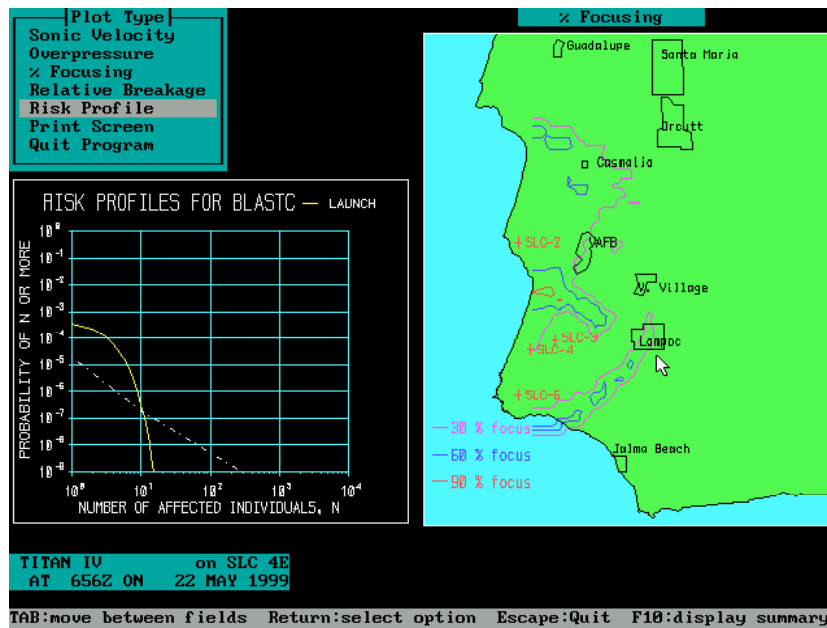 Plot Type
Sonic Velocity
Overpressure
% Focusing
Relative Breakage
Risk Profile
Print Screen
Quit Program
% Focusing
Guadalupe
Santa Maria
Orcutt
Casmalia
SLC-2
VAFB
V. Village
SLC-3
SLC-4
Lompoc
SLC-6
30 % focus
60 % focus
90 % focus
Jalma Beach
RISK PROFILES FOR BLASTC — LAUNCH
PROBABILITY OF N OR MORE
10⁰
10⁻¹
10⁻²
10⁻³
10⁻⁴
10⁻⁵
10⁻⁶
10⁻⁷
10⁻⁸
10⁻⁹
10⁰ 10¹ 10² 10³ 10⁴
NUMBER OF AFFECTED INDIVIDUALS, N
TITAN IV on SLC 4E
AT 656Z ON 22 MAY 1999
TAB:move between fields Return:select option Escape:Quit F10:display summary